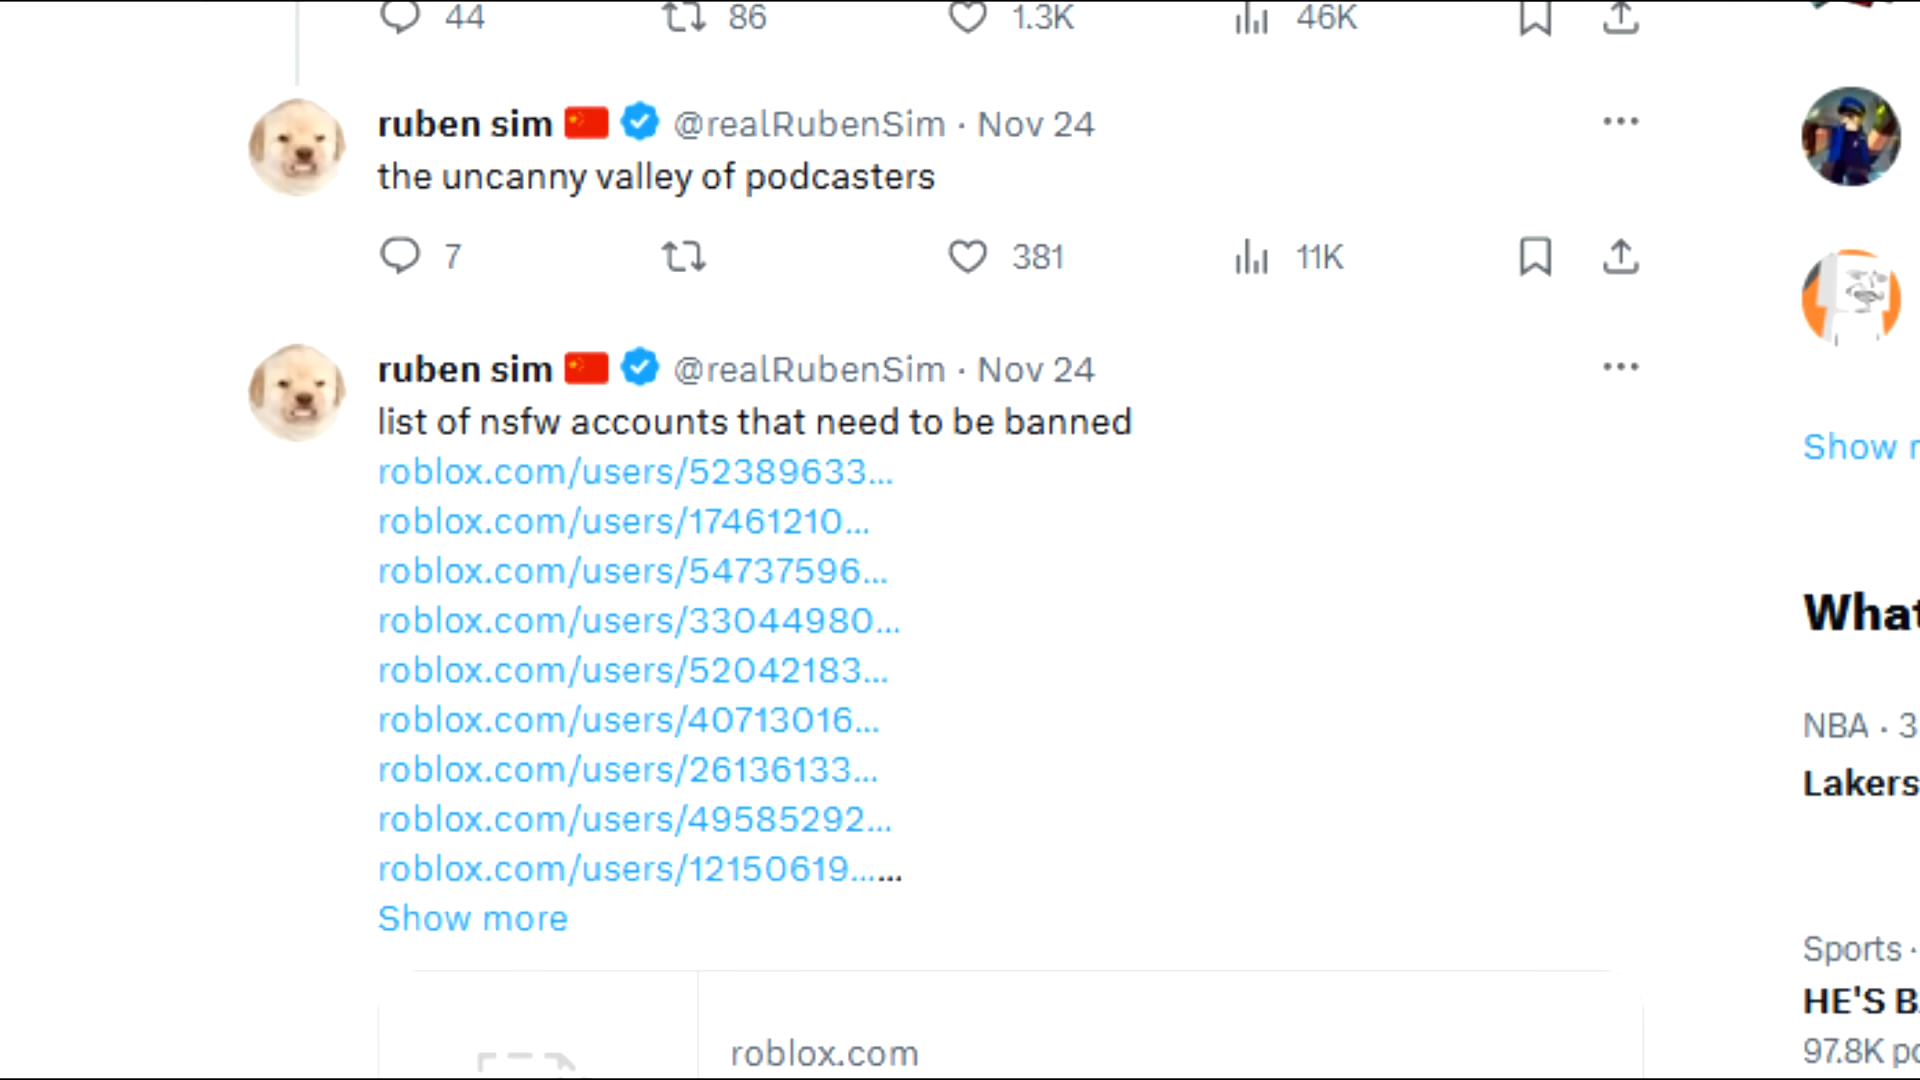 44 86 1.3K 46K
ruben sim @realRubenSim · Nov 24
the uncanny valley of podcasters
7 381 11K
ruben sim @realRubenSim · Nov 24
list of nsfw accounts that need to be banned
roblox.com/users/52389633...
roblox.com/users/17461210...
roblox.com/users/54737596...
roblox.com/users/33044980...
roblox.com/users/52042183...
roblox.com/users/40713016...
roblox.com/users/26136133...
roblox.com/users/49585292...
roblox.com/users/12150619......
Show more
roblox.com
Show
What
NBA · 3
Lakers
Sports ·
HE'S B
97.8K po